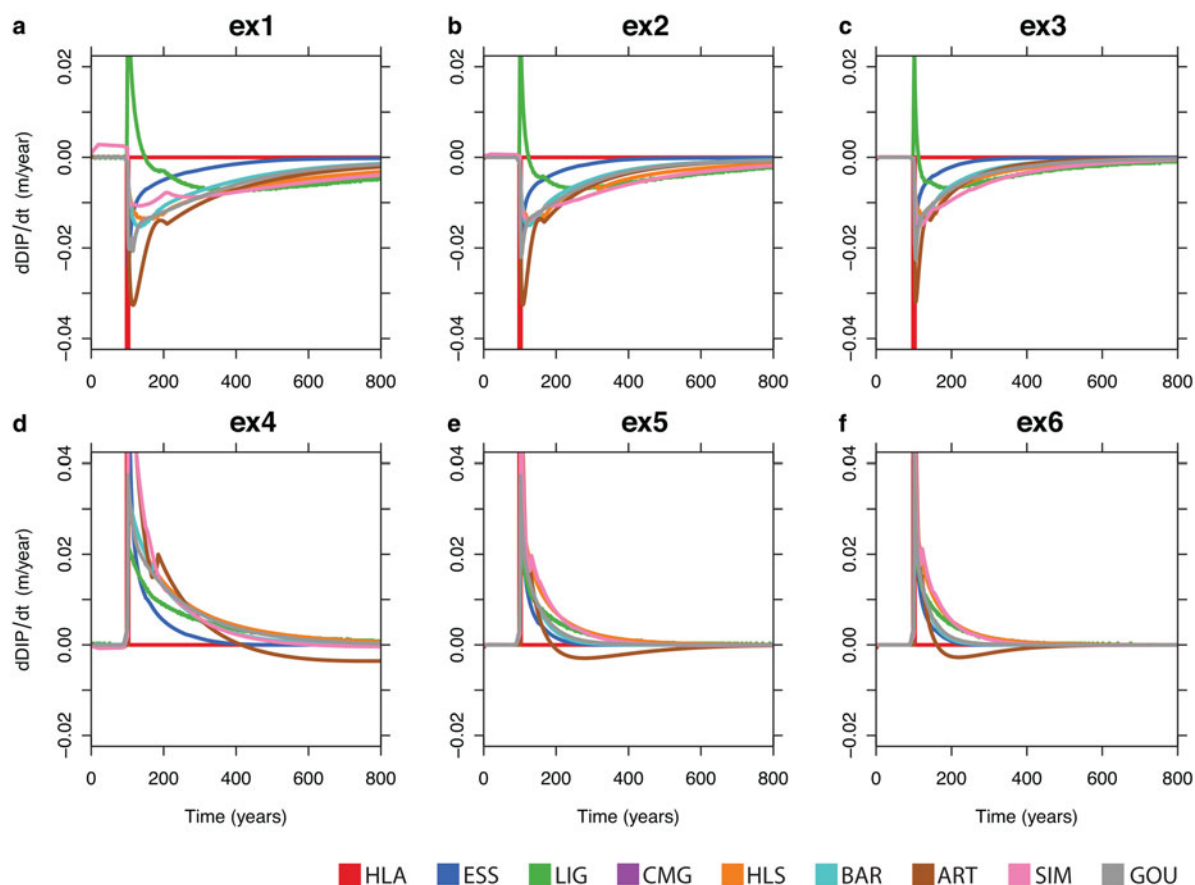 a ex1 b ex2 c ex3
dDIP/dt (m/year)
0.02 0.02 0.02
0.00 0.00 0.00
−0.02 −0.02 −0.02
−0.04 −0.04 −0.04
0 200 400 600 800 0 200 400 600 800 0 200 400 600 800
d ex4 e ex5 f ex6
dDIP/dt (m/year)
0.04 0.04 0.04
0.02 0.02 0.02
0.00 0.00 0.00
−0.02 −0.02 −0.02
0 200 400 600 800 0 200 400 600 800 0 200 400 600 800
Time (years) Time (years) Time (years)
HLA ESS LIG CMG HLS BAR ART SIM GOU